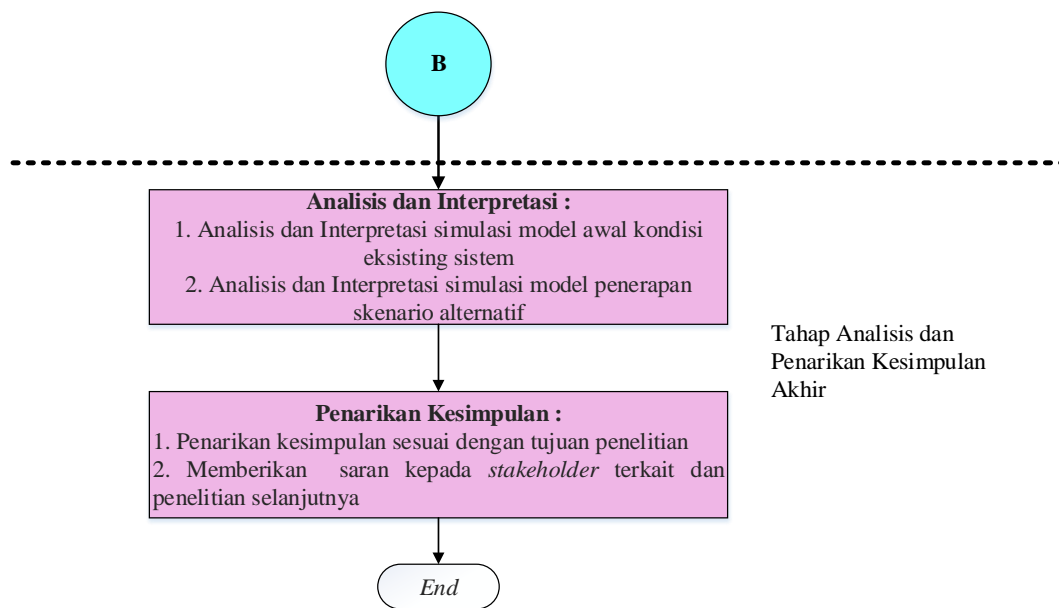 B
Analisis dan Interpretasi :
1. Analisis dan Interpretasi simulasi model awal kondisi
eksisting sistem
2. Analisis dan Interpretasi simulasi model penerapan
skenario alternatif
Tahap Analisis dan
Penarikan Kesimpulan
Akhir
Penarikan Kesimpulan :
1. Penarikan kesimpulan sesuai dengan tujuan penelitian
2. Memberikan saran kepada stakeholder terkait dan
penelitian selanjutnya
End